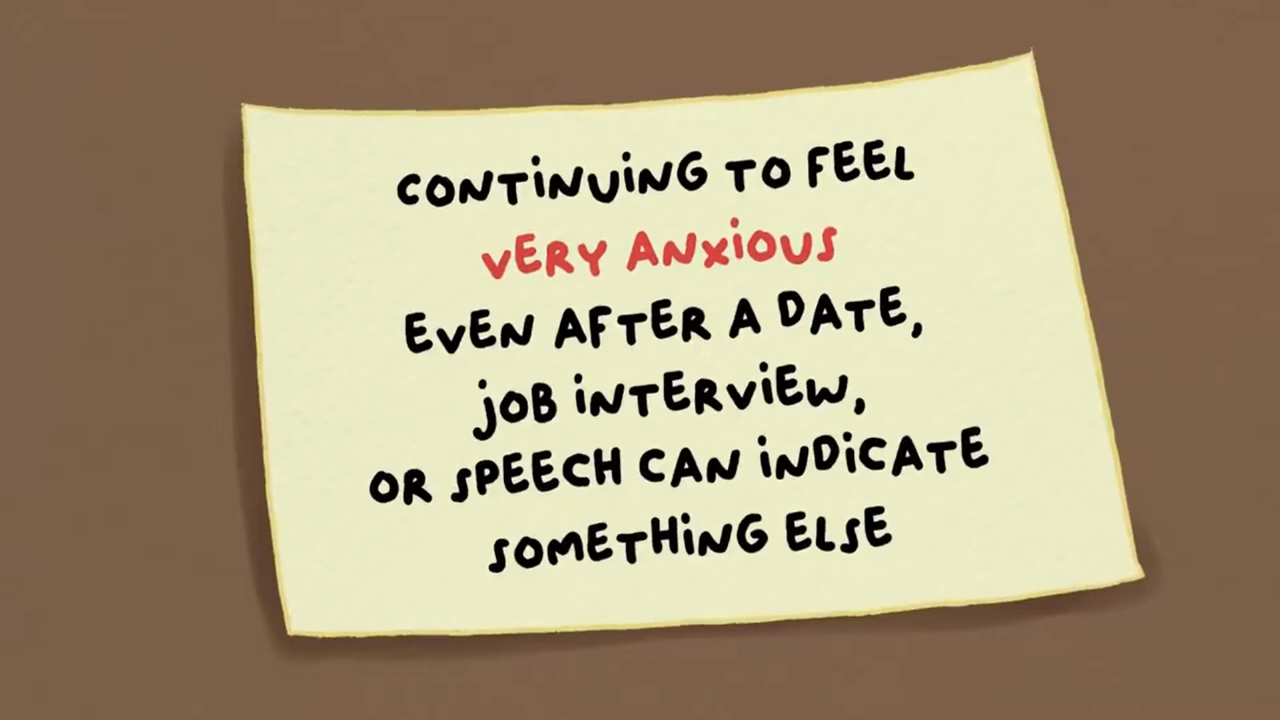 CONTINUING TO FEEL
VERY ANXIOUS
EVEN AFTER A DATE,
JOB INTERVIEW,
OR SPEECH CAN INDICATE
SOMETHING ELSE